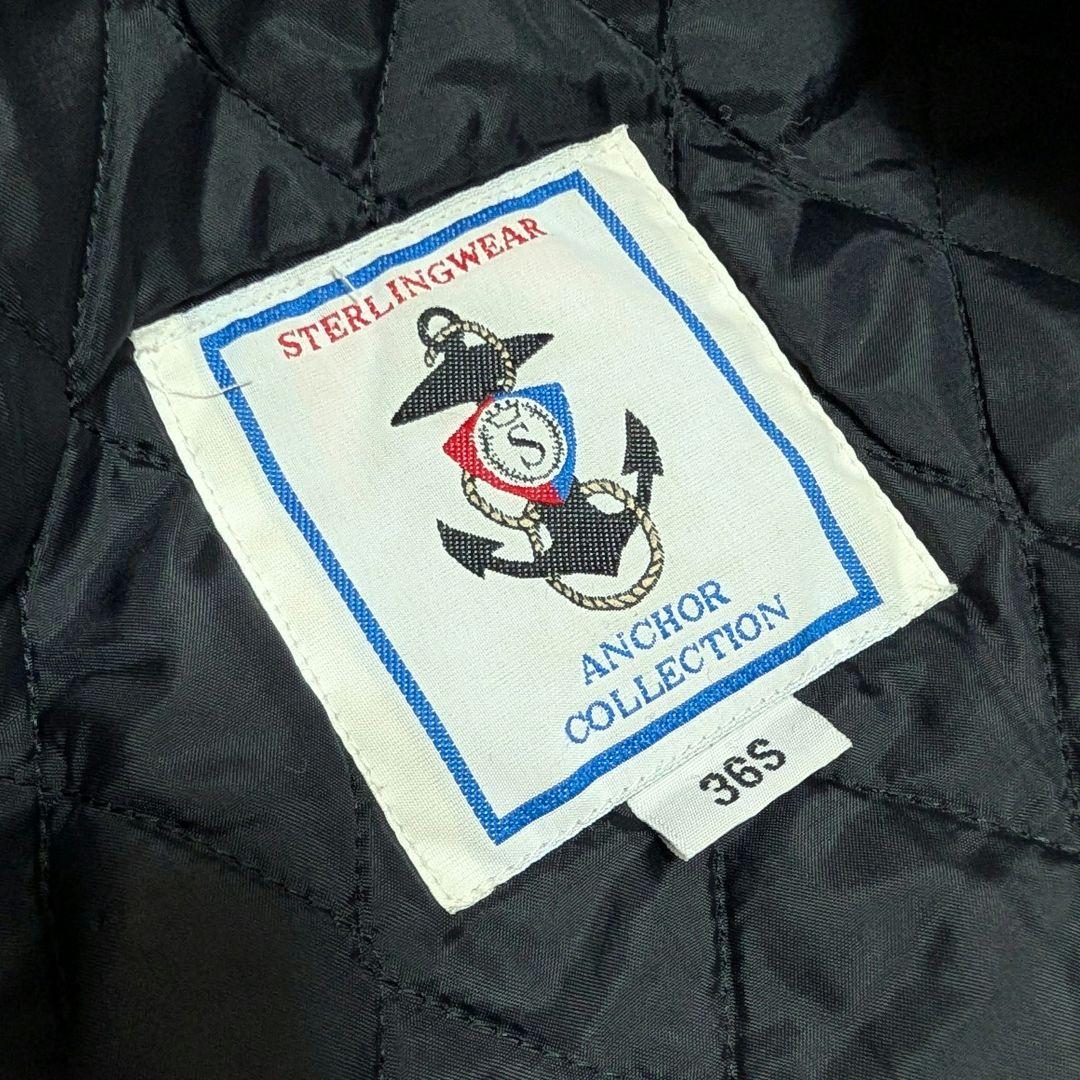 STERLINGWEAR
S
ANCHOR
COLLECTION
36S